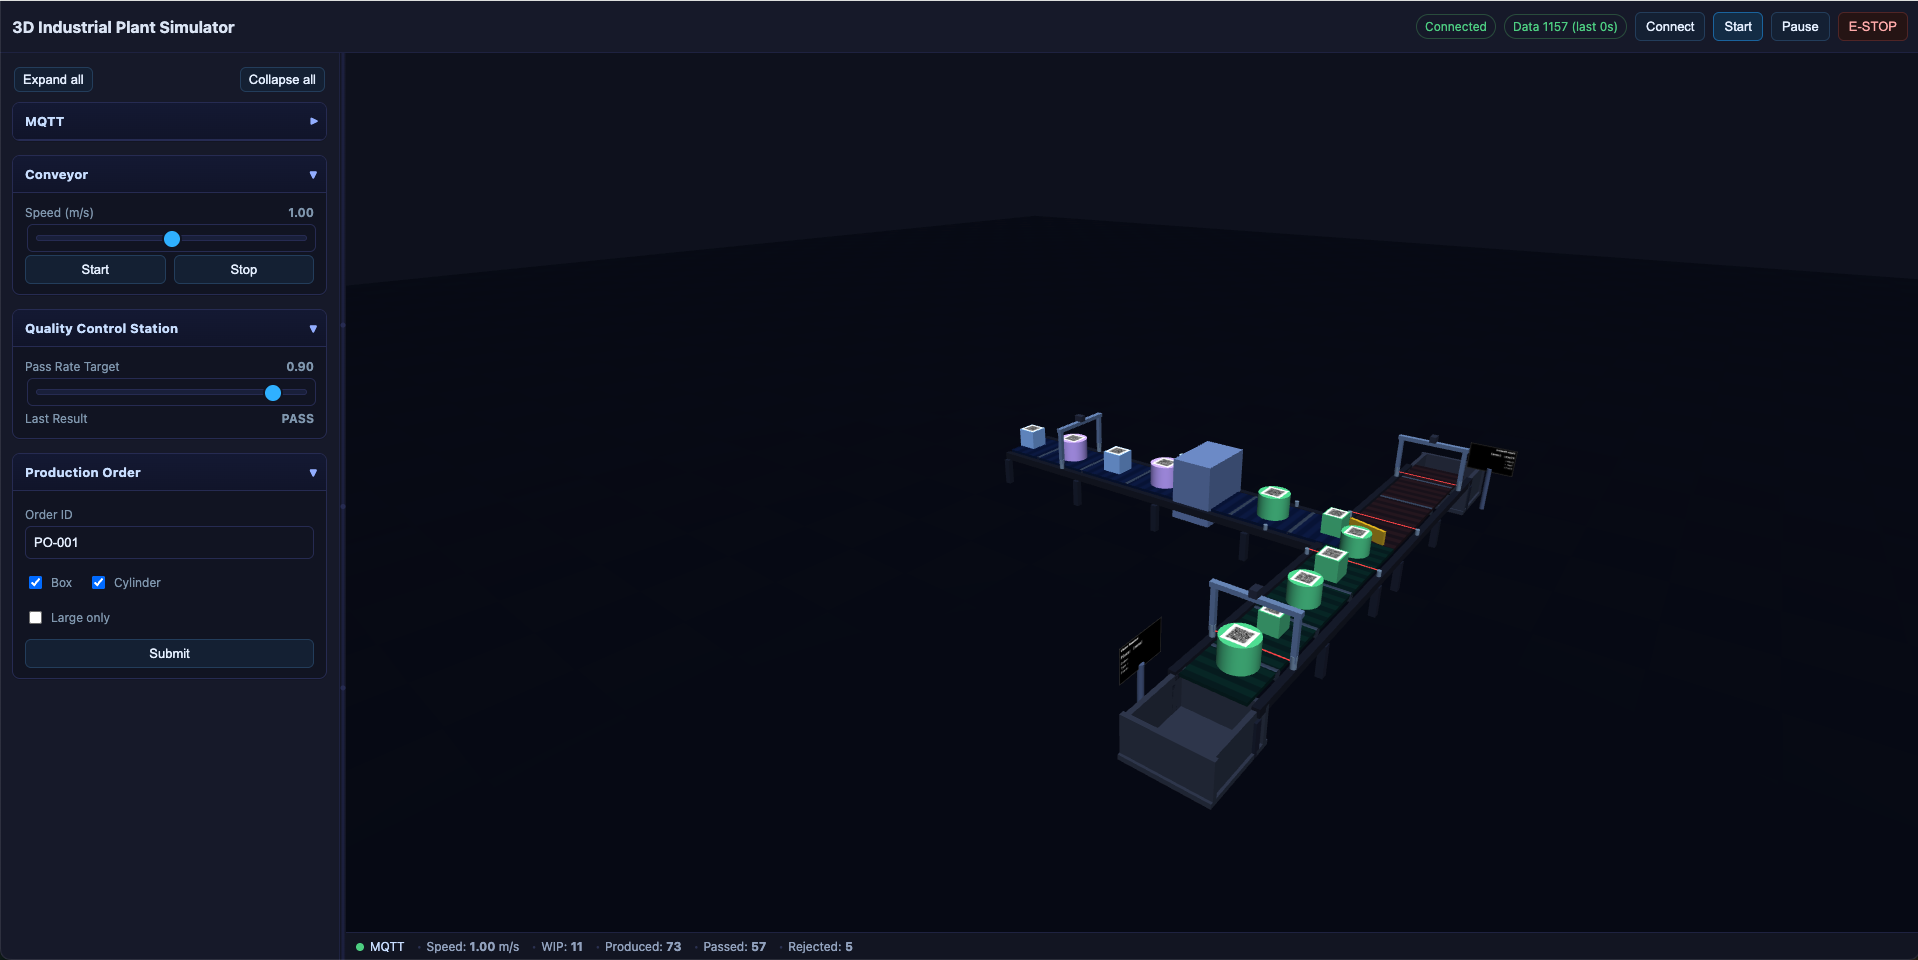 3D Industrial Plant Simulator
Connected
Data 1157 (last 0s)
Connect
Start
Pause
E-STOP
Expand all
Collapse all
MQTT
Conveyor
Speed (m/s)
1.00
Start
Stop
Quality Control Station
Pass Rate Target
0.90
Last Result
PASS
Production Order
Order ID
PO-001
Box
Cylinder
Large only
Submit
MQTT · Speed: 1.00 m/s · WIP: 11 · Produced: 73 · Passed: 57 · Rejected: 5